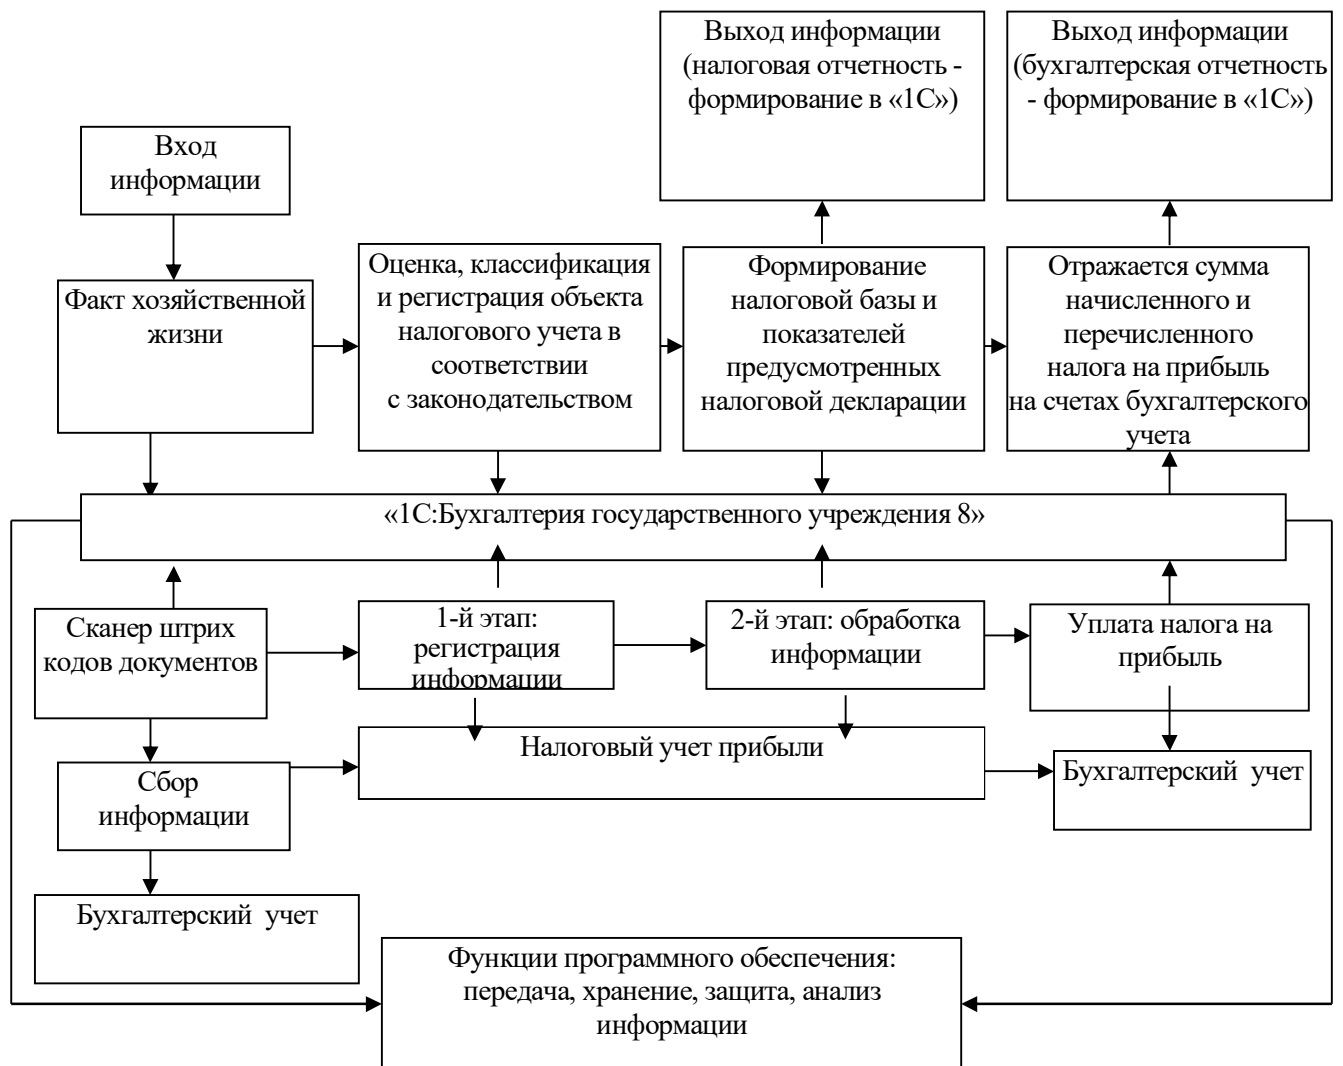 Выход информации
(налоговая отчетность -
формирование в «1С»)
Выход информации
(бухгалтерская отчетность
- формирование в «1С»)
Вход
информации
Факт хозяйственной
жизни
Оценка, классификация
и регистрация объекта
налогового учета в
соответствии
с законодательством
Формирование
налоговой базы и
показателей
предусмотренных
налоговой декларации
Отражается сумма
начисленного и
перечисленного
налога на прибыль
на счетах бухгалтерского
учета
«1С:Бухгалтерия государственного учреждения 8»
Сканер штрих
кодов документов
1-й этап:
регистрация
информации
2-й этап: обработка
информации
Уплата налога на
прибыль
Налоговый учет прибыли
Сбор
информации
Бухгалтерский учет
Бухгалтерский учет
Функции программного обеспечения:
передача, хранение, защита, анализ
информации